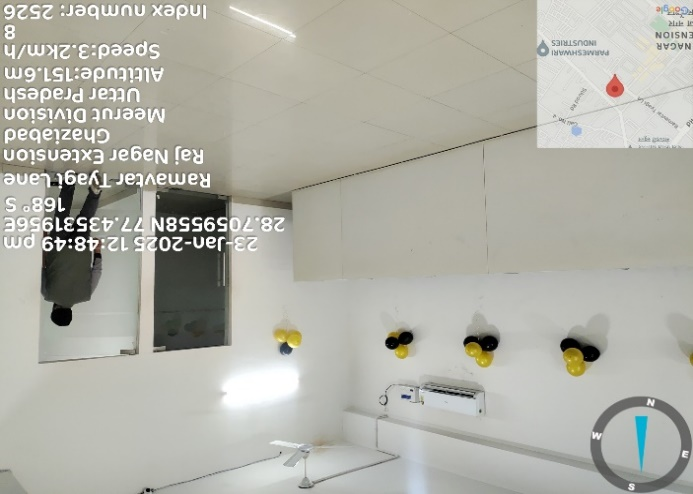 23-Jan-2025 12:48:49 pm
28.7059558N 77.4353196E
168° S
Ramavtar Tyagi Lane
Raj Nagar Extension
Ghaziabad
Meerut Division
Uttar Pradesh
Altitude:151.6m
Speed:3.2km/h
8
Index number: 2526
PARMESHWARI
INDUSTRIES
NAGAR
ENSION
Google
N
W
E
S